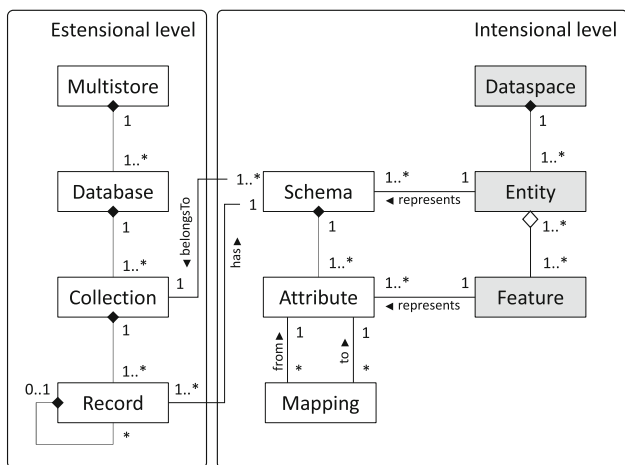 Estensional level
Intensional level
Multistore
Dataspace
1
1
1..*
1..*
Database
1..*
Schema
1..*
1
Entity
◄ represents
1
1
1
1..*
◄ belongsTo
has ►
1..*
1..*
1..*
Collection
1
Attribute
1..*
1
Feature
◄ represents
1
1
1
from ►
to ►
1..*
*
*
0..1
Record
1..*
Mapping
*